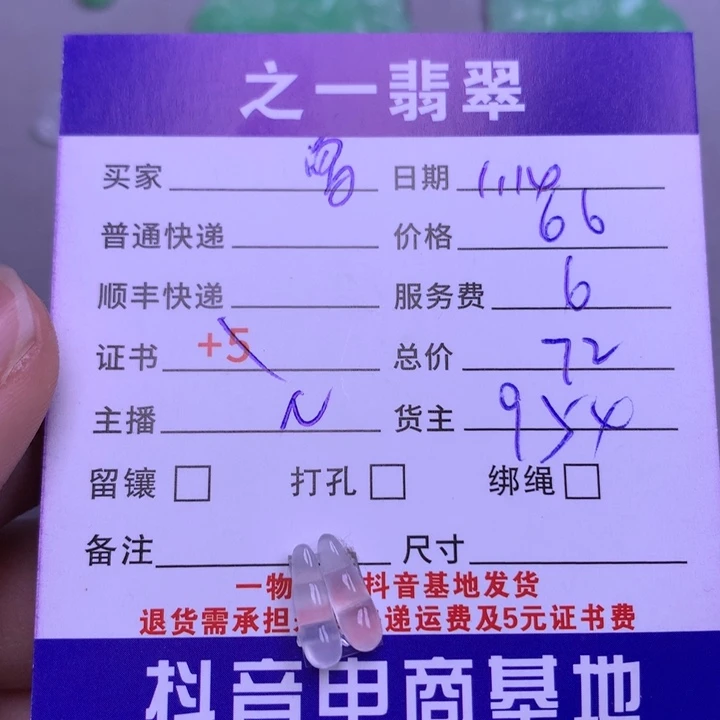 之一翡翠
买家 日期 1.14
普通快递 价格 66
顺丰快递 服务费 6
证书 +5 总价 72
主播 N 货主
留镶 打孔 绑绳
备注 尺寸
一物 抖音基地发货
退货需承担 递运费及5元证书费
抖音电商基地